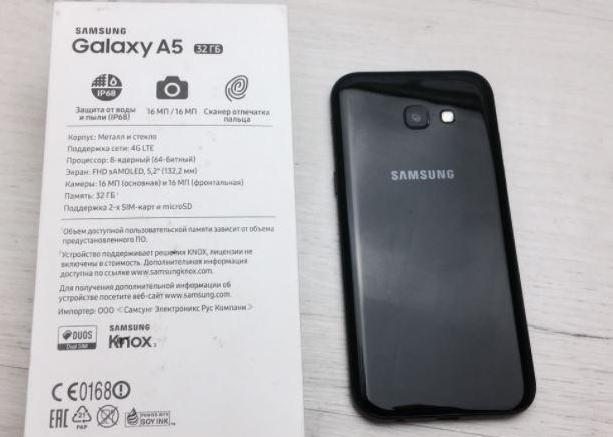 SAMSUNG
Galaxy A5 32 ГБ
IP68
Защита от воды
и пыли (IP68)
16 МП / 16 МП
Сканер отпечатка
пальца
Корпус: Металл и стекло
Поддержка сети: 4G LTE
Процессор: 8-ядерный (64-битный)
Экран: FHD sAMOLED, 5,2" (132,2 мм)
Камеры: 16 МП (основная) и 16 МП (фронтальная)
Память: 32 ГБ
Поддержка 2-х SIM-карт и microSD
Объем доступной пользовательской памяти зависит от объема
предустановленного ПО.
Устройство поддерживает решения KNOX, лицензии не
включены в стоимость. Дополнительная информация
доступна по ссылке www.samsungknox.com.
Для получения дополнительной информации об
устройстве посетите веб-сайт www.samsung.com.
Импортер: ООО <Самсунг Электроникс Рус Компани>
DUOS
Dual SIM
SAMSUNG
Knox
CE0168
EAC
21
PAP
PRINTED WITH
SOY INK
SAMSUNG